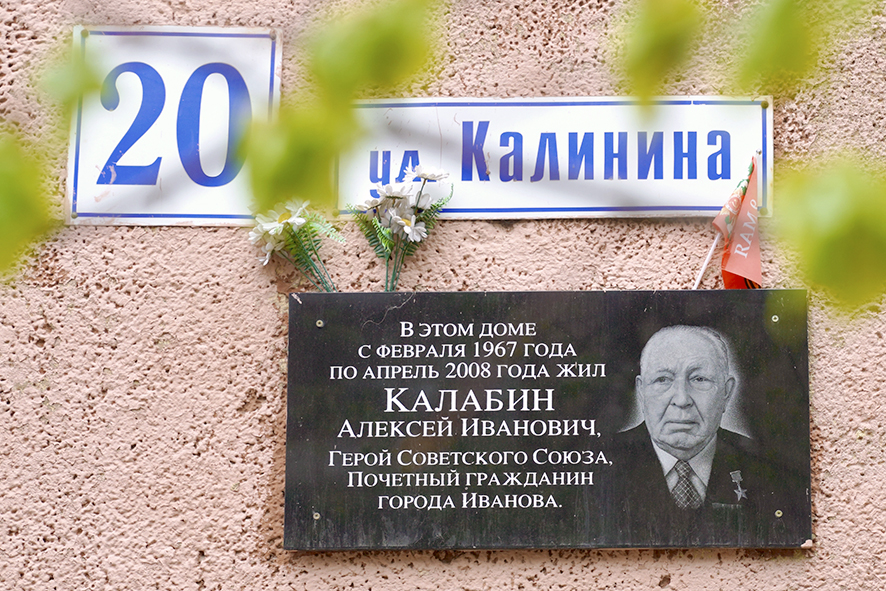 20
ул. Калинина
В ЭТОМ ДОМЕ
С ФЕВРАЛЯ 1967 ГОДА
ПО АПРЕЛЬ 2008 ГОДА ЖИЛ
КАЛАБИН
АЛЕКСЕЙ ИВАНОВИЧ,
ГЕРОЙ СОВЕТСКОГО СОЮЗА,
ПОЧЕТНЫЙ ГРАЖДАНИН
ГОРОДА ИВАНОВА.